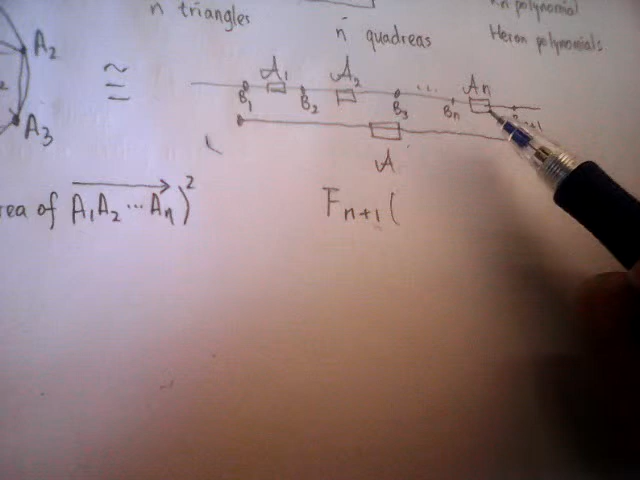 n triangles
n quadreas
polynomial
Heron polynomials
A2
A3
≅
A1 A2 ... An
B1 B2 B3 Bn
A
rea of A1A2...An)²
Fn+1(